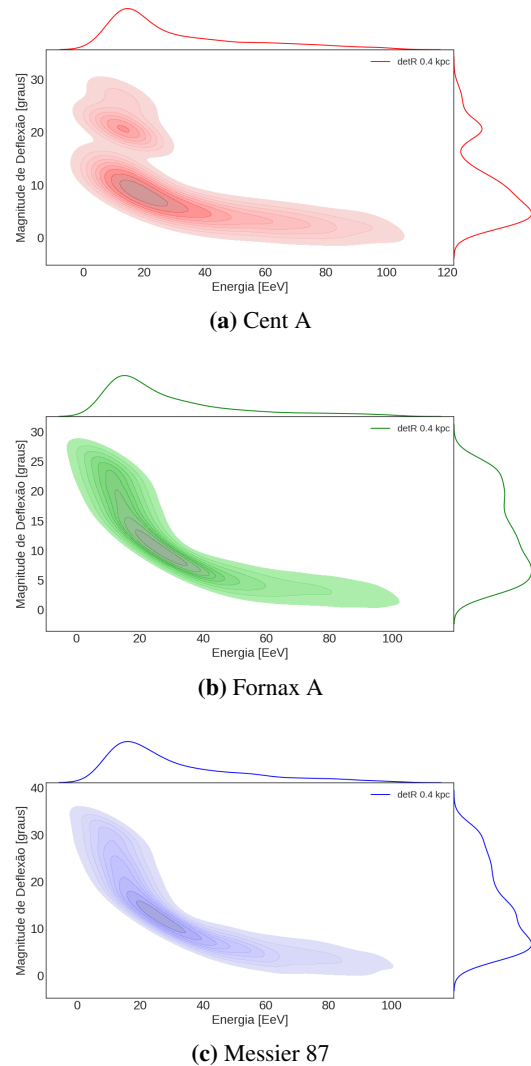 detR 0.4 kpc
Magnitude de Deflexão [graus]
30
20
10
0
0 20 40 60 80 100 120
Energia [EeV]
(a) Cent A
detR 0.4 kpc
Magnitude de Deflexão [graus]
30
25
20
15
10
5
0
0 20 40 60 80 100
Energia [EeV]
(b) Fornax A
detR 0.4 kpc
Magnitude de Deflexão [graus]
40
30
20
10
0
0 20 40 60 80 100
Energia [EeV]
(c) Messier 87